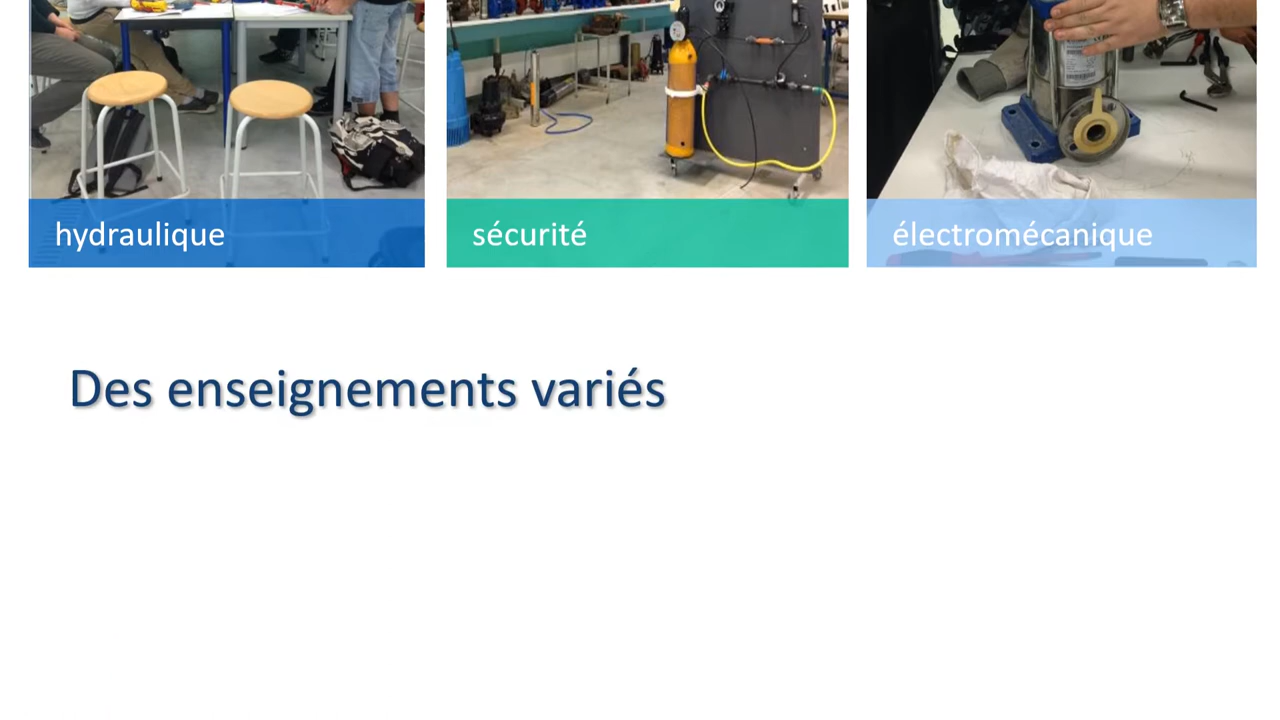 hydraulique
sécurité
électromécanique
Des enseignements variés